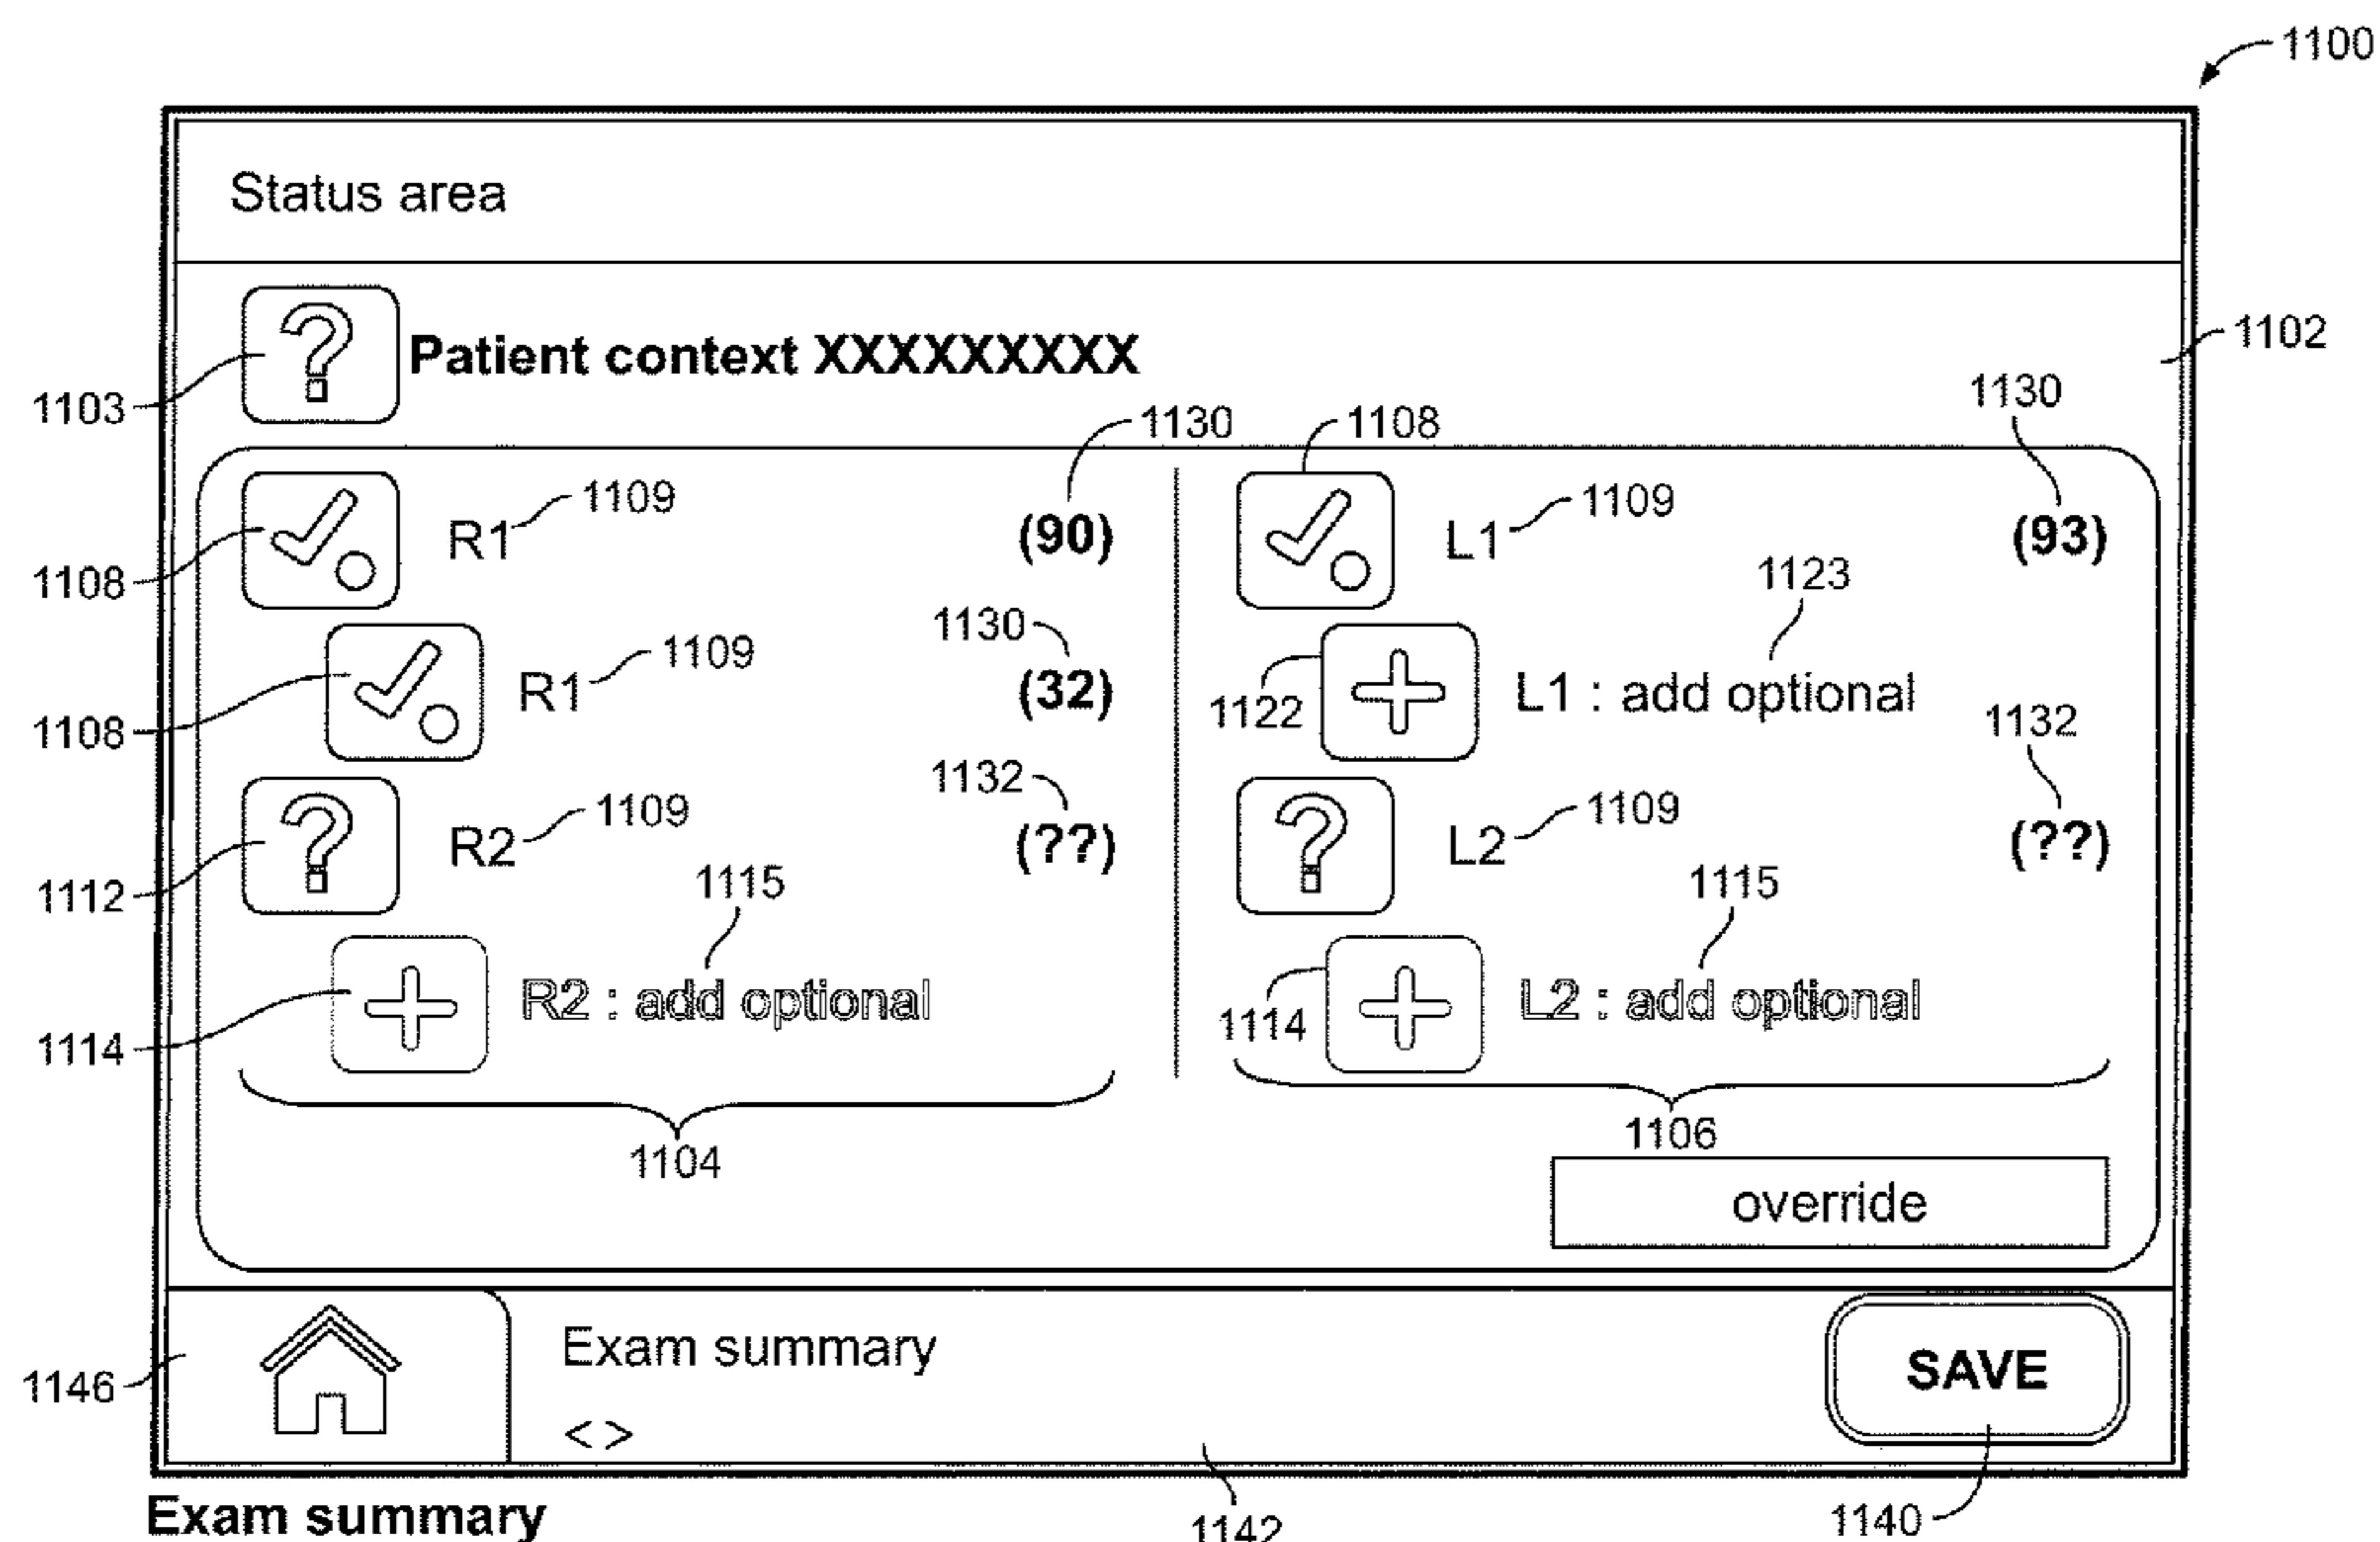 1100
Status area
1102
Patient context XXXXXXXXX
1103
1130
1108
1130
R1
1109
(90)
L1
1109
(93)
1108
1123
1130
R1
1109
(32)
1122
L1 : add optional
1108
1132
1132
R2
1109
(??)
L2
1109
(??)
1112
1115
1115
R2 : add optional
L2 : add optional
1114
1114
1104
1106
override
1146
Exam summary
SAVE
< >
Exam summary
1142
1140